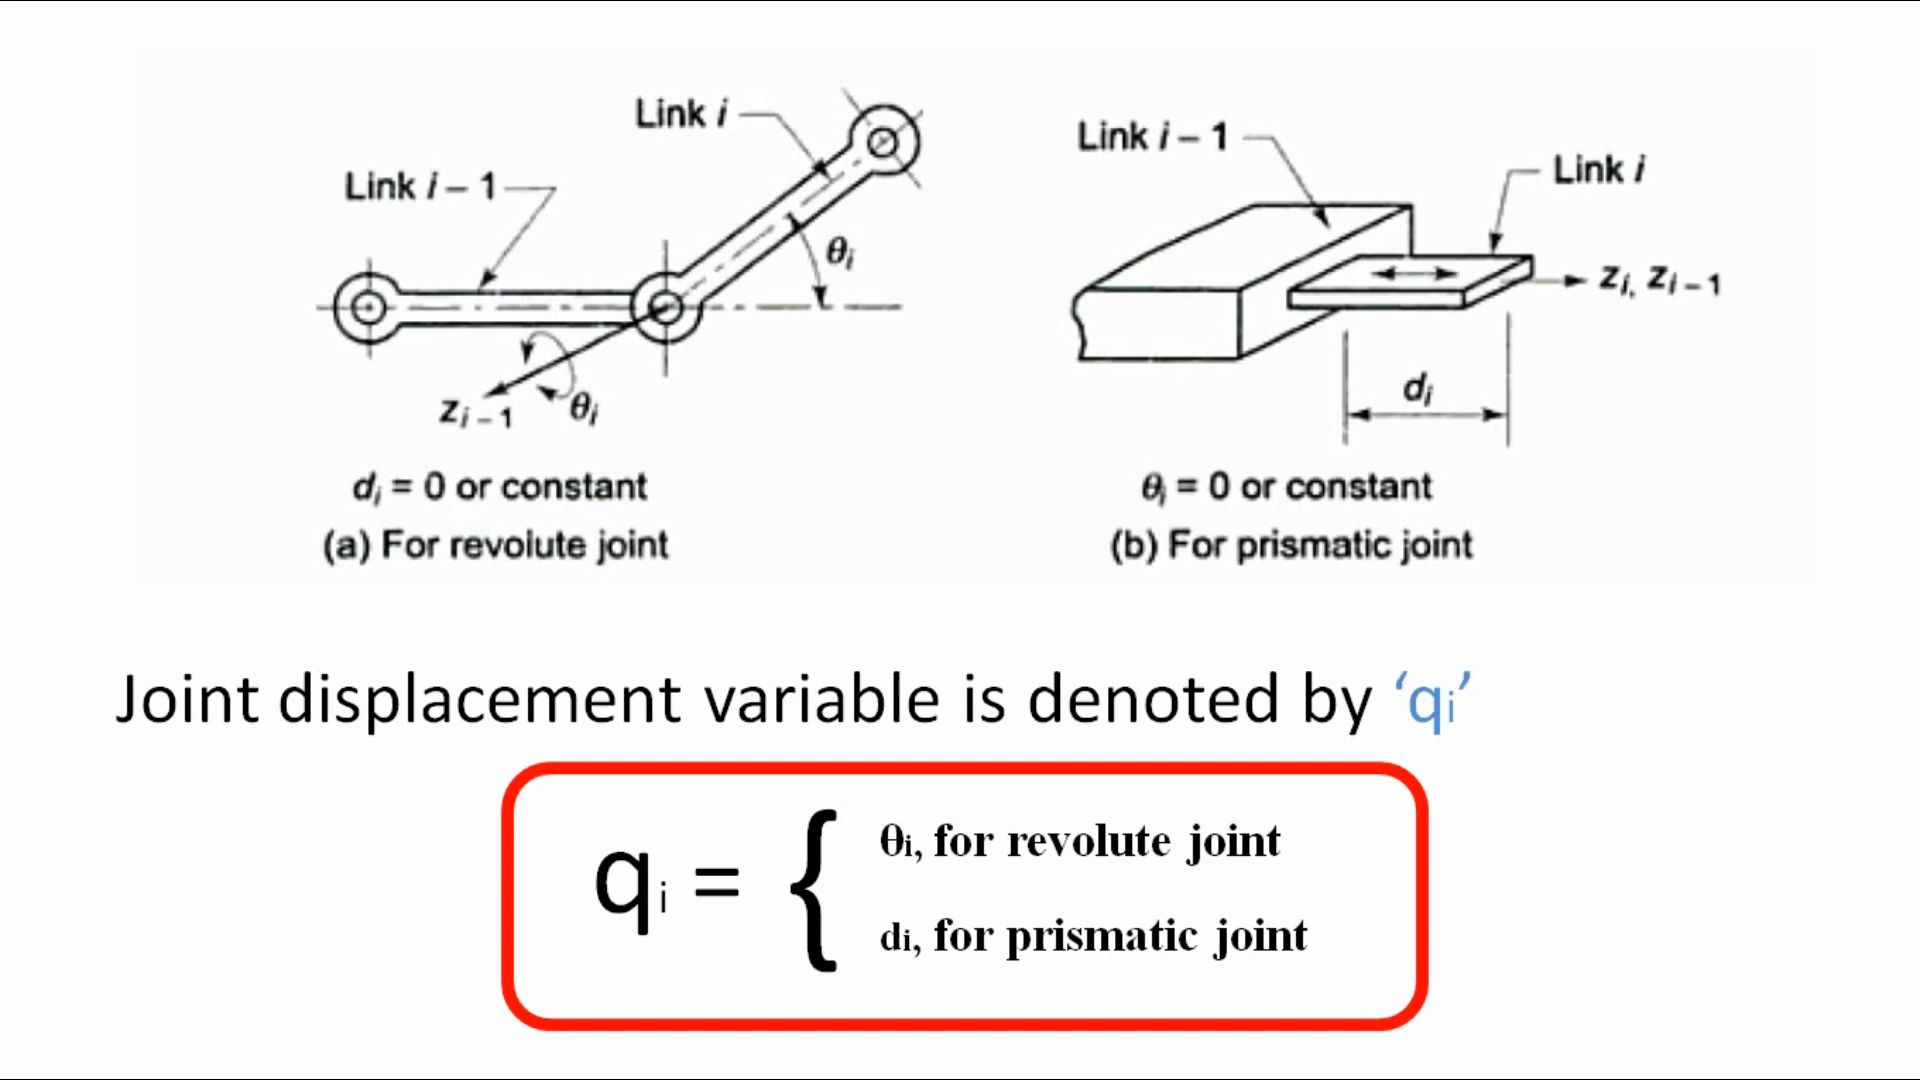 Link i
Link i – 1
θi
zi – 1
θi
di = 0 or constant
(a) For revolute joint
Link i – 1
Link i
zi, zi – 1
di
θi = 0 or constant
(b) For prismatic joint
Joint displacement variable is denoted by ‘qi’
qi = {
θi, for revolute joint
di, for prismatic joint